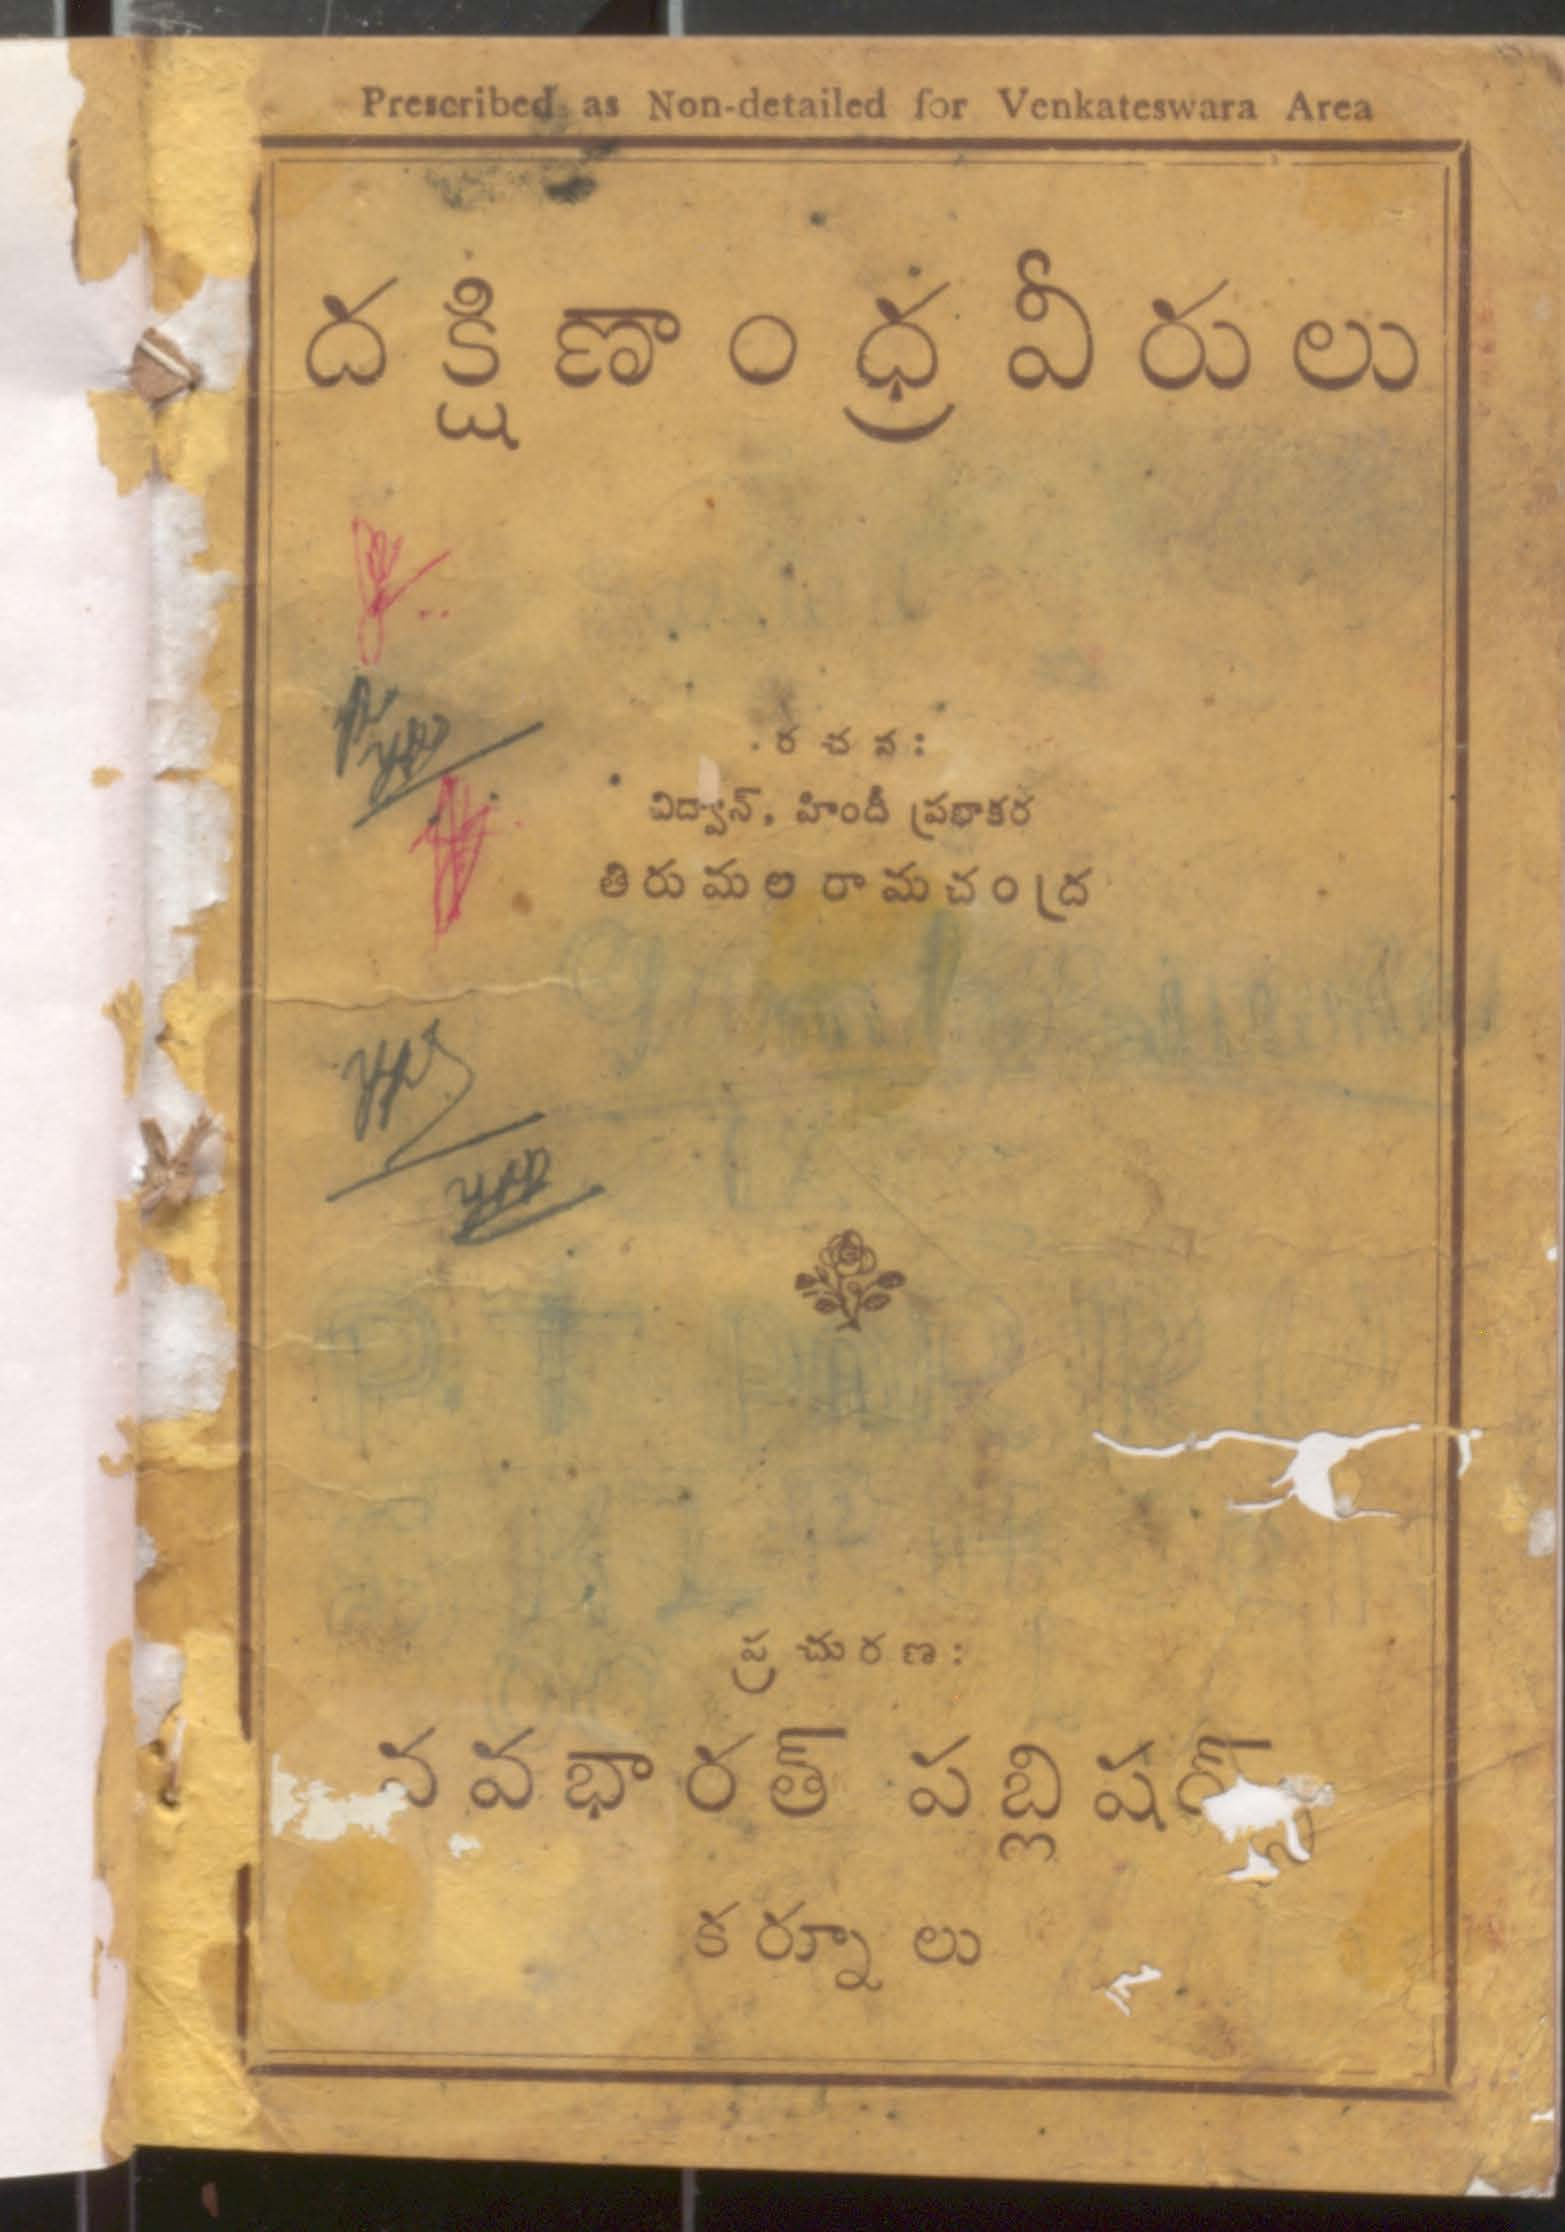 Prescribed as Non-detailed for Venkateswara Area
దక్షిణాంధ్రవీరులు
రచన:
విద్వాన్, హిందీ ప్రభాకర
తిరుమల రామచంద్ర
ప్రచురణ:
నవభారత్ పబ్లిషర్స్
కర్నూలు